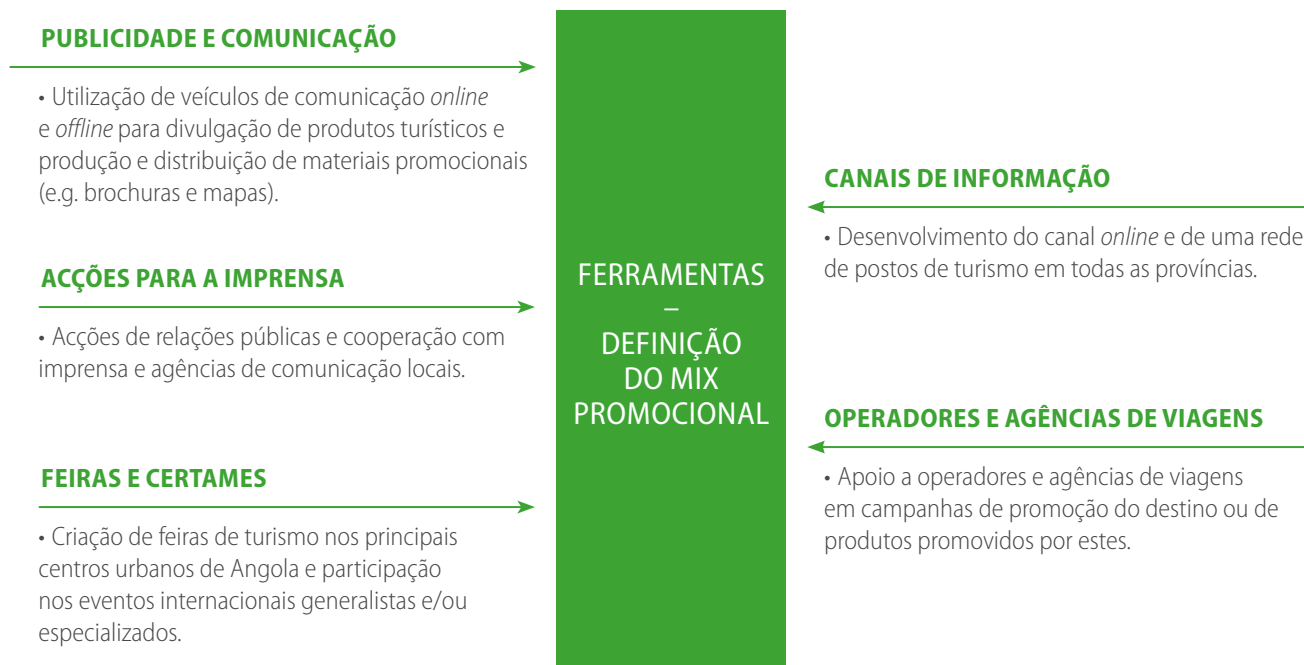 PUBLICIDADE E COMUNICAÇÃO
• Utilização de veículos de comunicação online
e offline para divulgação de produtos turísticos e
produção e distribuição de materiais promocionais
(e.g. brochuras e mapas).
ACÇÕES PARA A IMPRENSA
• Acções de relações públicas e cooperação com
imprensa e agências de comunicação locais.
FEIRAS E CERTAMES
• Criação de feiras de turismo nos principais
centros urbanos de Angola e participação
nos eventos internacionais generalistas e/ou
especializados.
FERRAMENTAS
–
DEFINIÇÃO
DO MIX
PROMOCIONAL
CANAIS DE INFORMAÇÃO
• Desenvolvimento do canal online e de uma rede
de postos de turismo em todas as províncias.
OPERADORES E AGÊNCIAS DE VIAGENS
• Apoio a operadores e agências de viagens
em campanhas de promoção do destino ou de
produtos promovidos por estes.